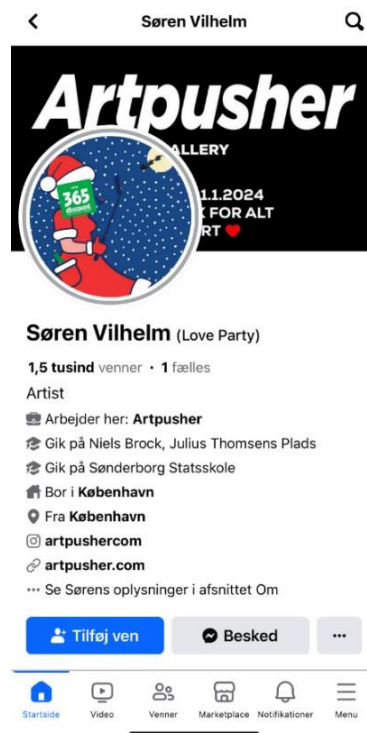 Søren Vilhelm
Artpusher
ALLERY
1.1.2024
K FOR ALT
RT ❤
365
discount
Søren Vilhelm (Love Party)
1,5 tusind venner · 1 fælles
Artist
Arbejder her: Artpusher
Gik på Niels Brock, Julius Thomsens Plads
Gik på Sønderborg Statsskole
Bor i København
Fra København
artpushercom
artpusher.com
··· Se Sørens oplysninger i afsnittet Om
Tilføj ven
Besked
···
Startside
Video
Venner
Marketplace
Notifikationer
Menu